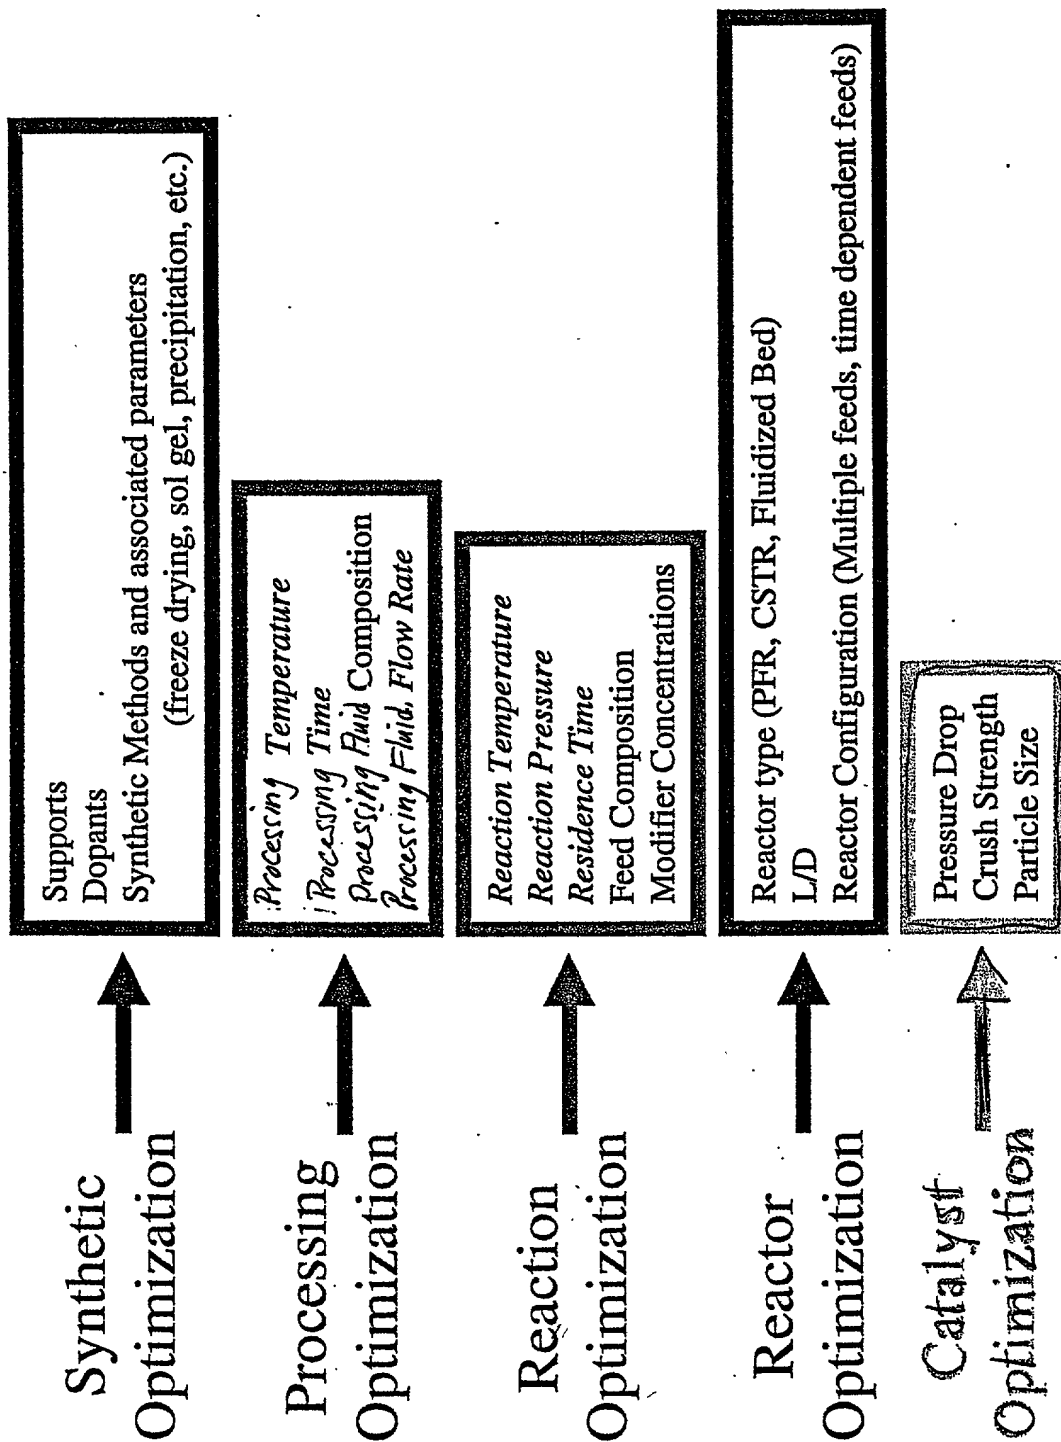 Synthetic
Optimization
Supports
Dopants
Synthetic Methods and associated parameters
(freeze drying, sol gel, precipitation, etc.)
Processing
Optimization
Processing Temperature
Processing Time
Processing Fluid Composition
Processing Fluid. Flow Rate
Reaction
Optimization
Reaction Temperature
Reaction Pressure
Residence Time
Feed Composition
Modifier Concentrations
Reactor
Optimization
Reactor type (PFR, CSTR, Fluidized Bed)
L/D
Reactor Configuration (Multiple feeds, time dependent feeds)
Catalyst
Optimization
Pressure Drop
Crush Strength
Particle Size